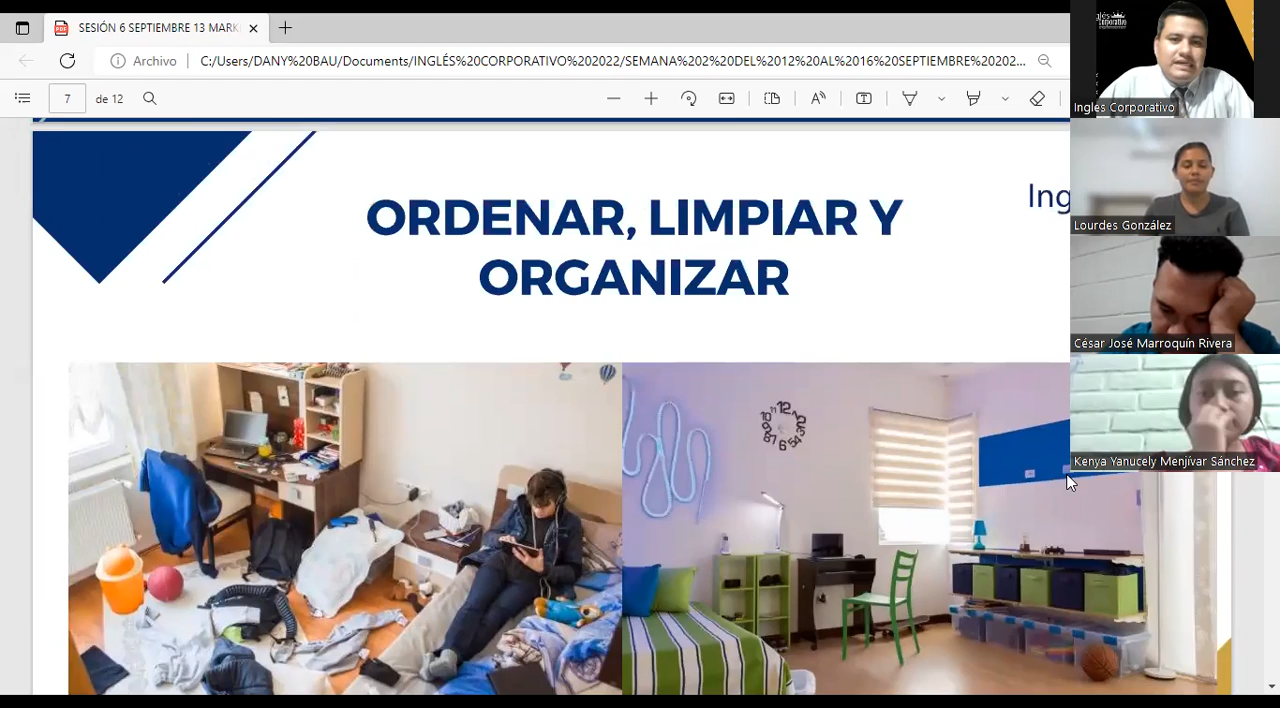 SESIÓN 6 SEPTIEMBRE 13 MARK
Archivo
C:/Users/DANY%20BAU/Documents/INGLÉS%20CORPORATIVO%202022/SEMANA%202%20DEL%2012%20AL%2016%20SEPTIEMBRE%20202...
7 de 12
ORDENAR, LIMPIAR Y
ORGANIZAR
Ing
Ingles Corporativo
Lourdes González
César José Marroquín Rivera
Kenya Yanucely Menjívar Sánchez